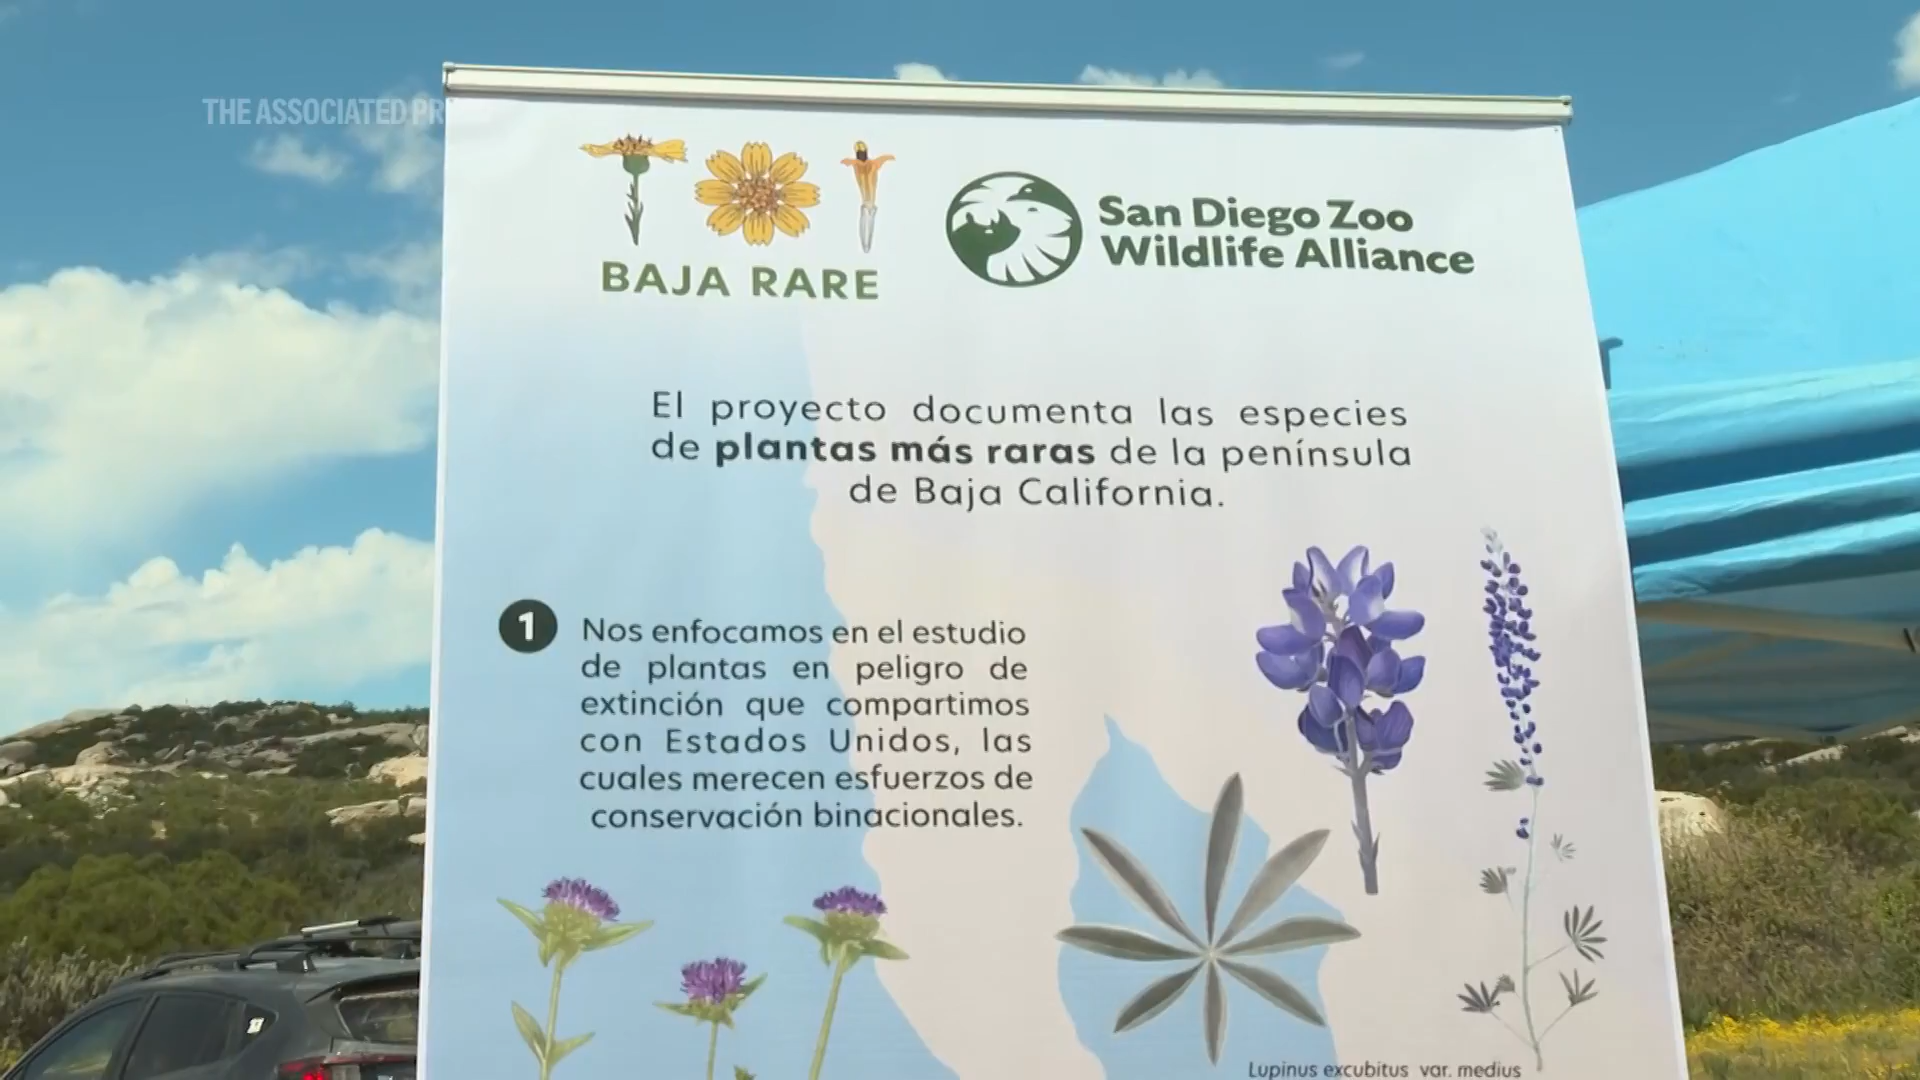 THE ASSOCIATED PR
BAJA RARE
San Diego Zoo
Wildlife Alliance
El proyecto documenta las especies
de plantas más raras de la península
de Baja California.
1
Nos enfocamos en el estudio
de plantas en peligro de
extinción que compartimos
con Estados Unidos, las
cuales merecen esfuerzos de
conservación binacionales.
Lupinus excubitus var. medius